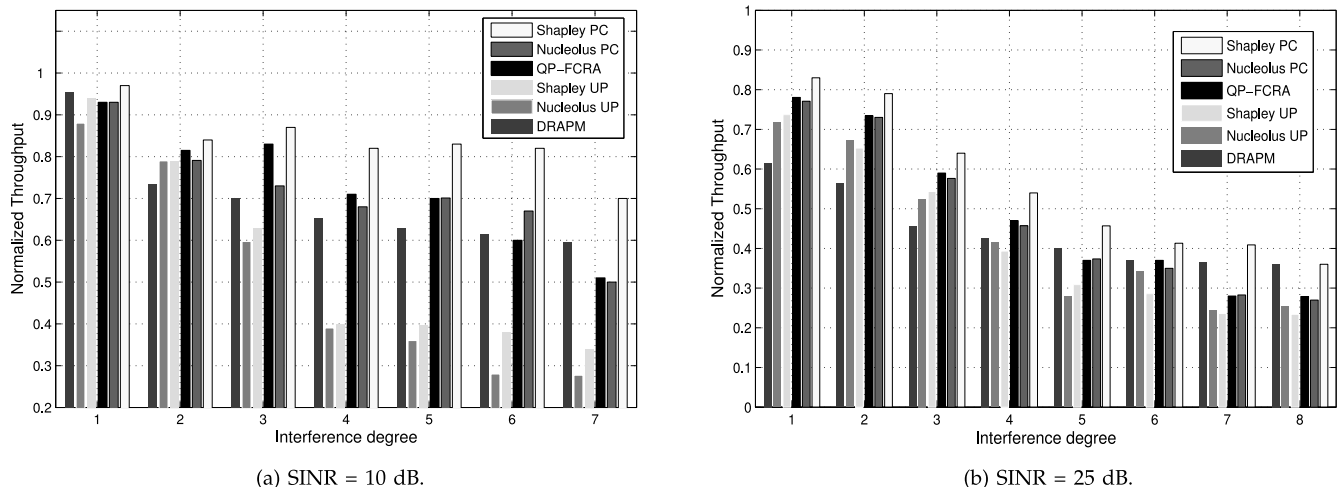 1
0.9
0.8
0.7
0.6
0.5
0.4
0.3
0.2
Normalized Throughput
1 2 3 4 5 6 7
Interference degree
Shapley PC
Nucleolus PC
QP−FCRA
Shapley UP
Nucleolus UP
DRAPM
(a) SINR = 10 dB.
1
0.9
0.8
0.7
0.6
0.5
0.4
0.3
0.2
0.1
0
Normalized Throughput
1 2 3 4 5 6 7 8
Interference degree
Shapley PC
Nucleolus PC
QP−FCRA
Shapley UP
Nucleolus UP
DRAPM
(b) SINR = 25 dB.